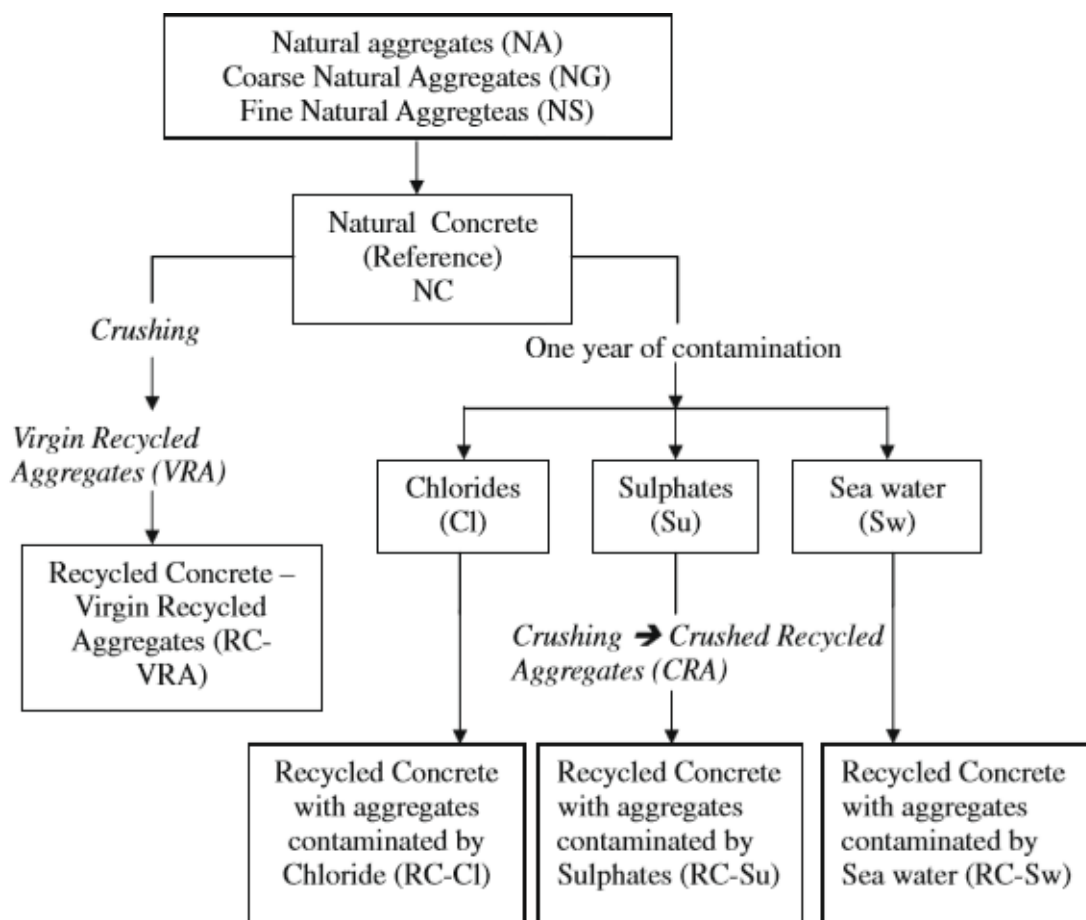 Natural aggregates (NA)
Coarse Natural Aggregates (NG)
Fine Natural Aggregteas (NS)
Natural Concrete
(Reference)
NC
Crushing
One year of contamination
Virgin Recycled
Aggregates (VRA)
Chlorides
(Cl)
Sulphates
(Su)
Sea water
(Sw)
Recycled Concrete –
Virgin Recycled
Aggregates (RC-
VRA)
Crushing ➔ Crushed Recycled
Aggregates (CRA)
Recycled Concrete
with aggregates
contaminated by
Chloride (RC-Cl)
Recycled Concrete
with aggregates
contaminated by
Sulphates (RC-Su)
Recycled Concrete
with aggregates
contaminated by
Sea water (RC-Sw)